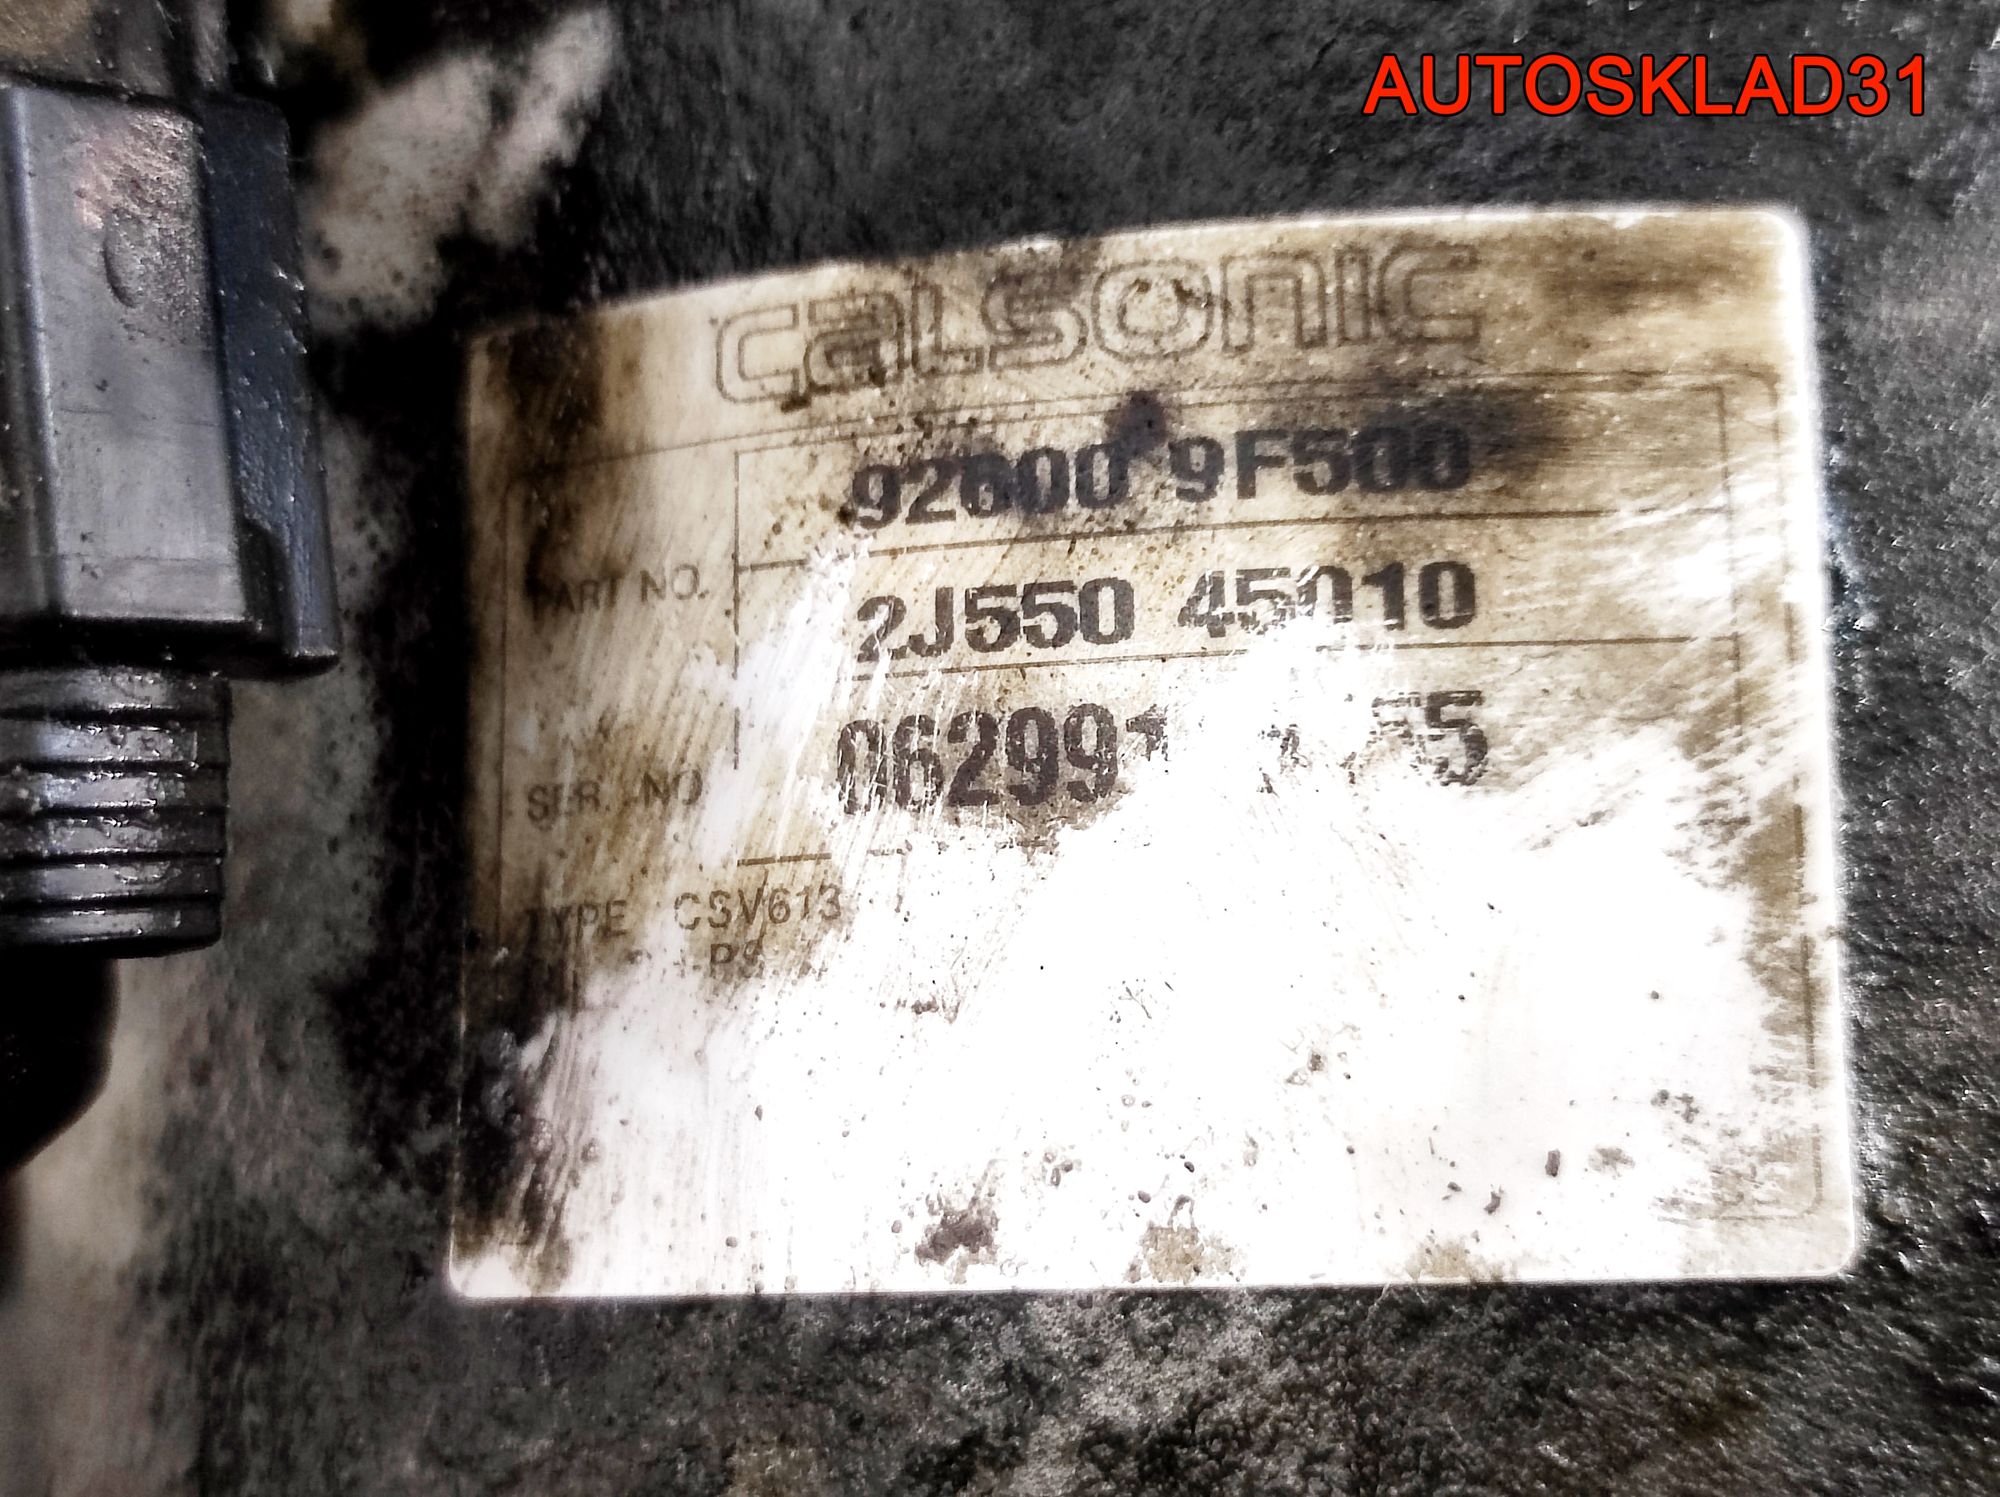 AUTOSKLAD31
calsonic
92600 9F500
PART NO.
2J550 45010
SER. NO
TYPE CSV613